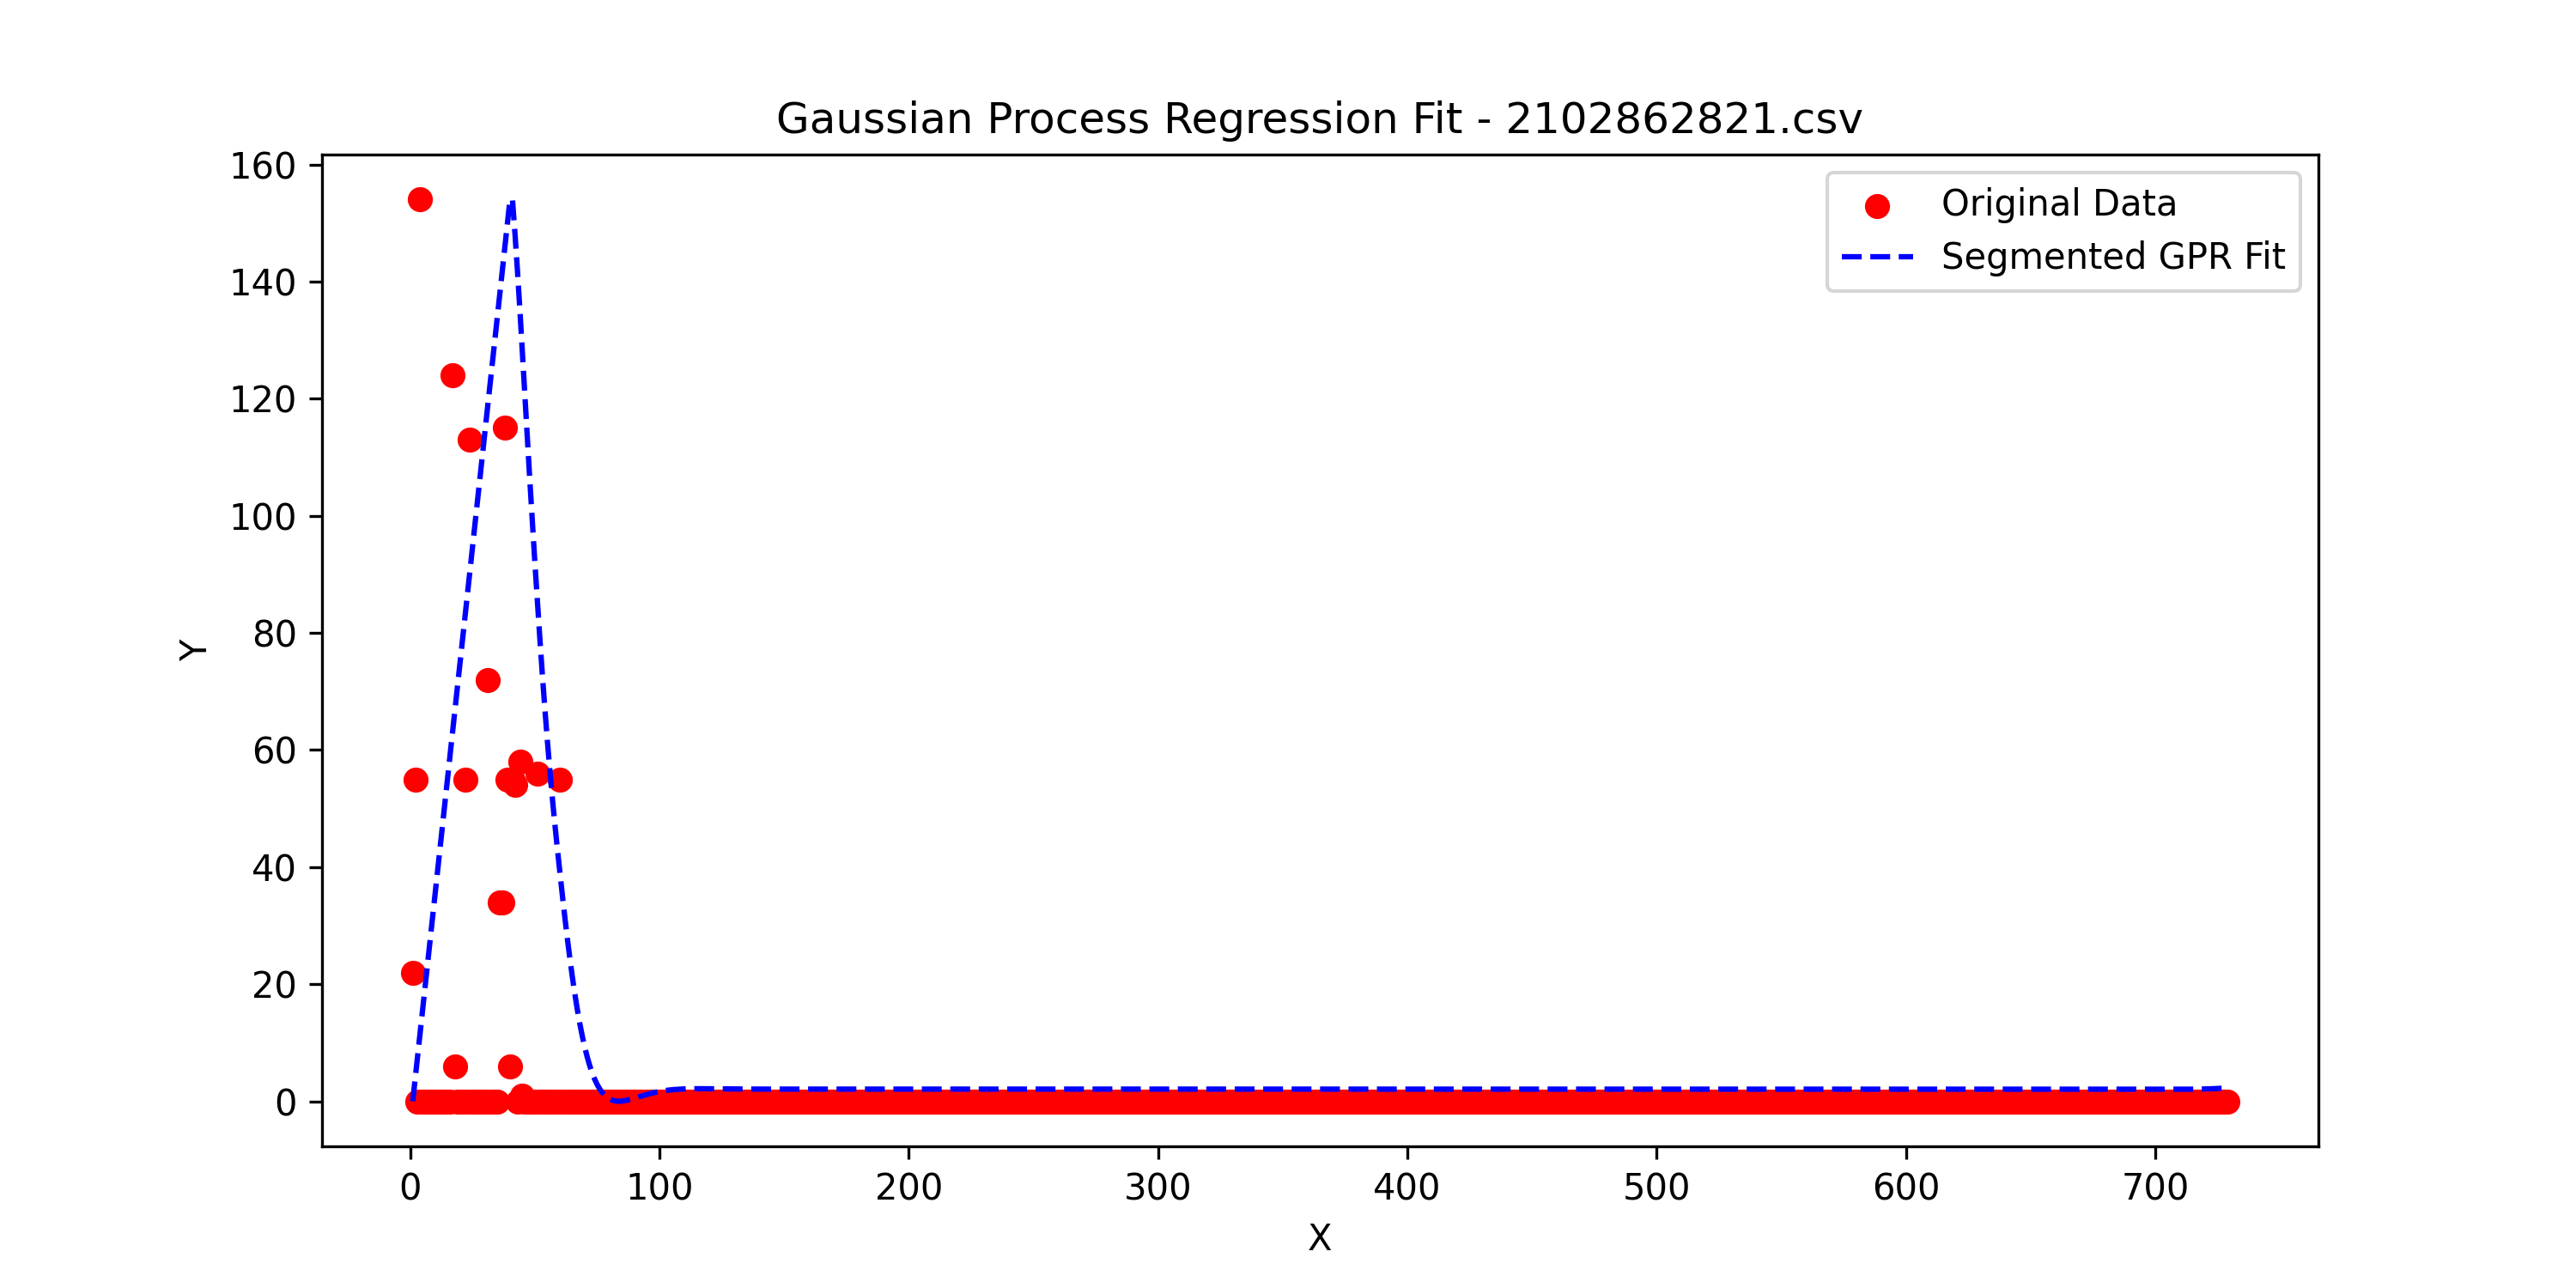 Gaussian Process Regression Fit - 2102862821.csv
160
140
120
100
80
60
40
20
0
Y
Original Data
Segmented GPR Fit
0 100 200 300 400 500 600 700
X